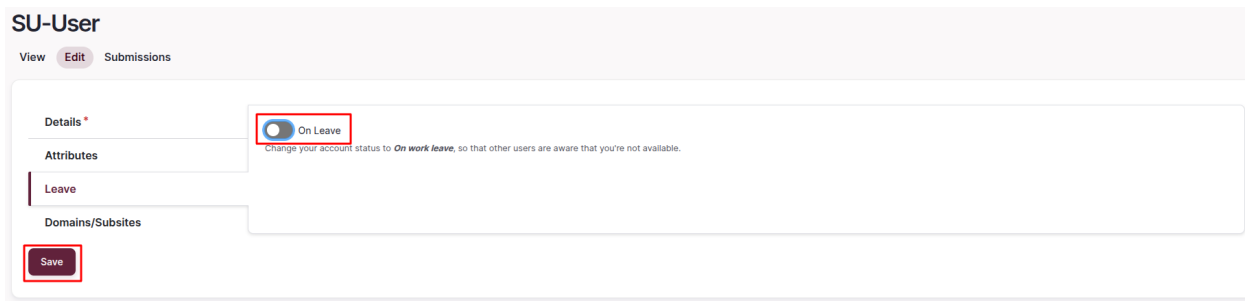 SU-User
View Edit Submissions
Details *
Attributes
Leave
Domains/Subsites
On Leave
Change your account status to On work leave, so that other users are aware that you're not available.
Save